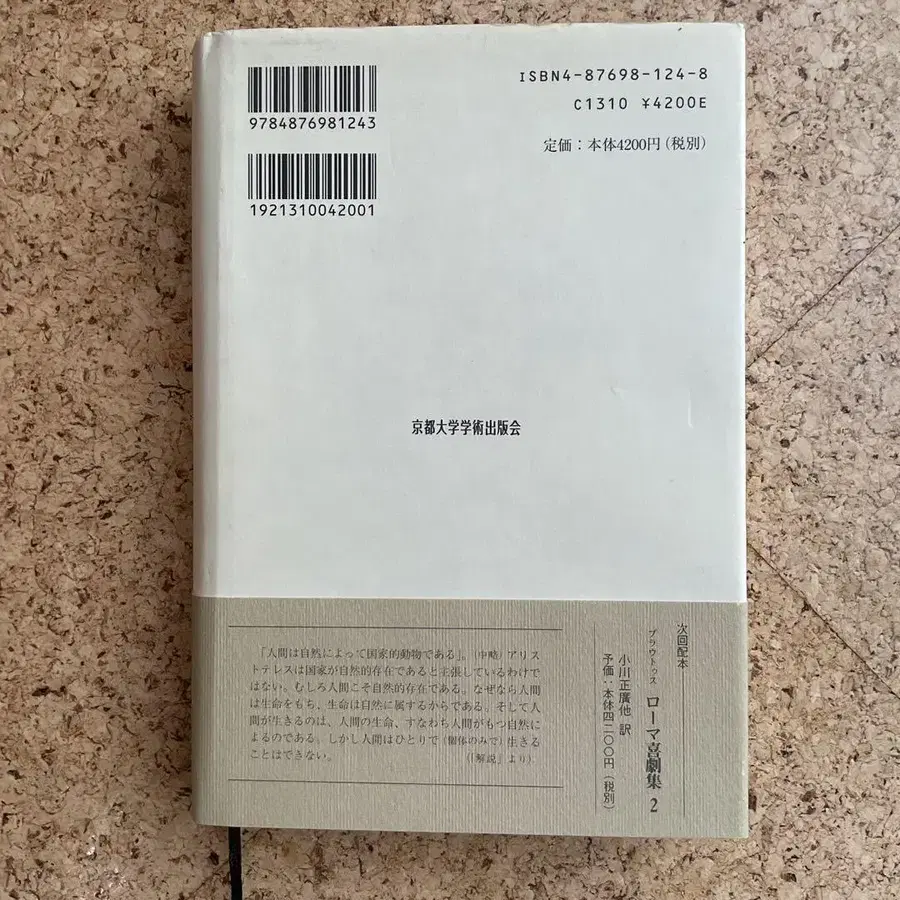 9784876981243
1921310042001
ISBN4-87698-124-8
C1310 ¥4200E
定価：本体4200円（税別）
京都大学学術出版会
「人間は自然によって国家的動物である」。（中略）アリス
トテレスは国家が自然的存在であると主張しているわけで
はない。むしろ人間こそ自然的存在である。なぜなら人間
は生命をもち、生命は自然に属するからである。そして人
間が生きるのは、人間の生命、すなわち人間がもつ自然に
よるのである。しかし人間はひとりで（個体のみで）生きる
ことはできない。（「解説」より）
次回配本
プラウトゥス ローマ喜劇集 2
小川正廣他 訳
予価：本体四二〇〇円（税別）